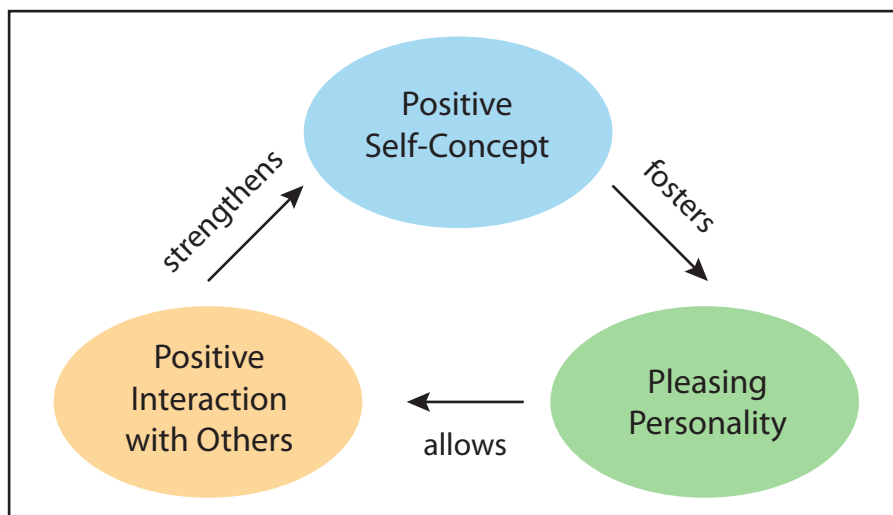 Positive
Self-Concept
fosters
Pleasing
Personality
allows
Positive
Interaction
with Others
strengthens